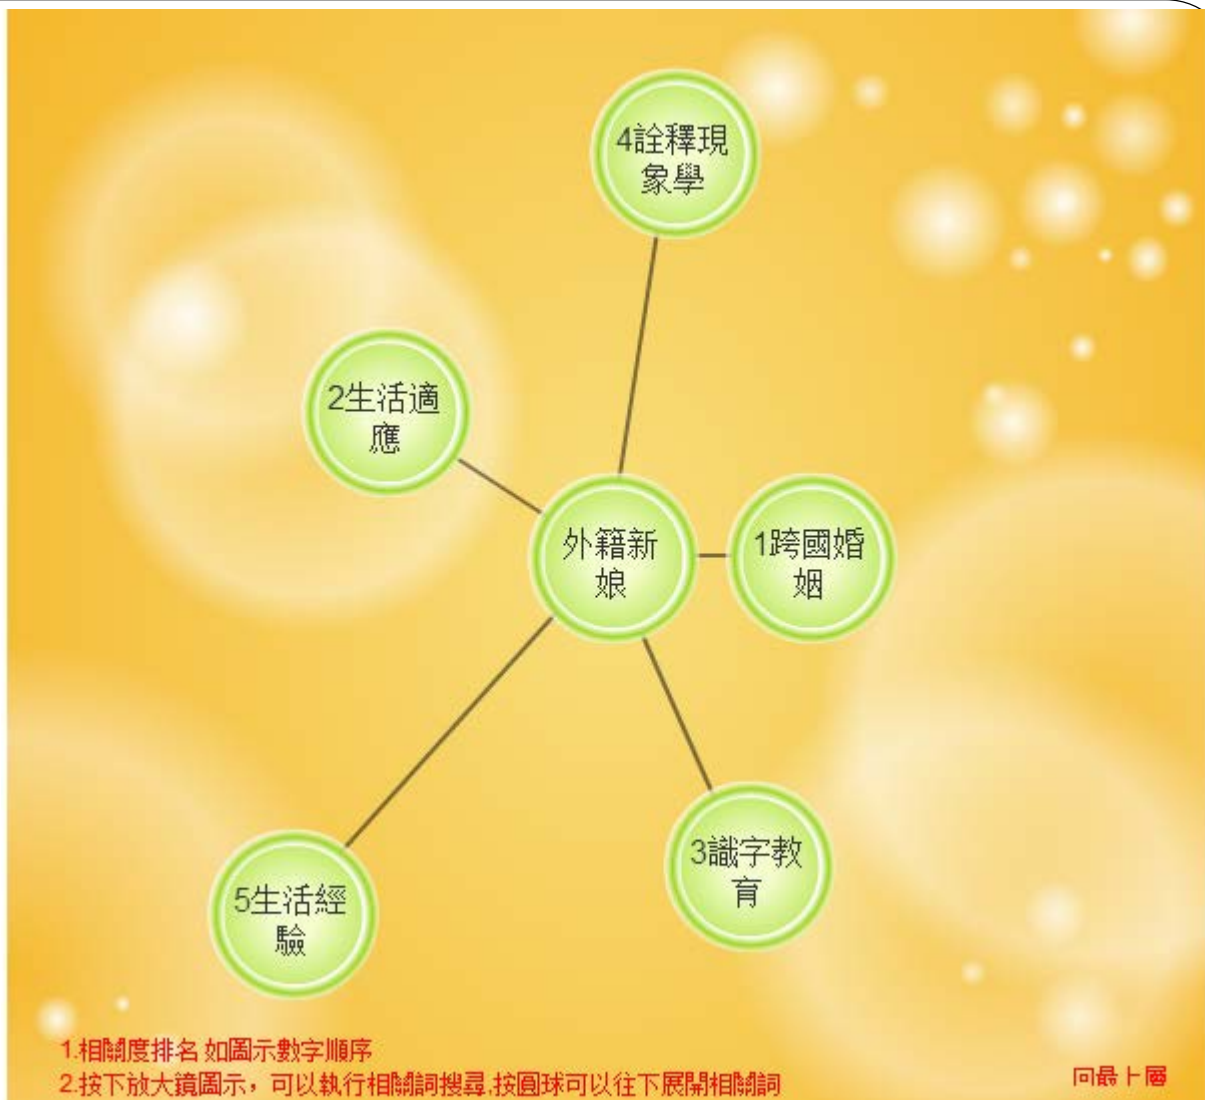 4詮釋現
象學
2生活適
應
外籍新
娘
1跨國婚
姻
3識字教
育
5生活經
驗
1.相關度排名 如圖示數字順序
2.按下放大鏡圖示，可以執行相關詞搜尋,按圓球可以往下展開相關詞
回最上層